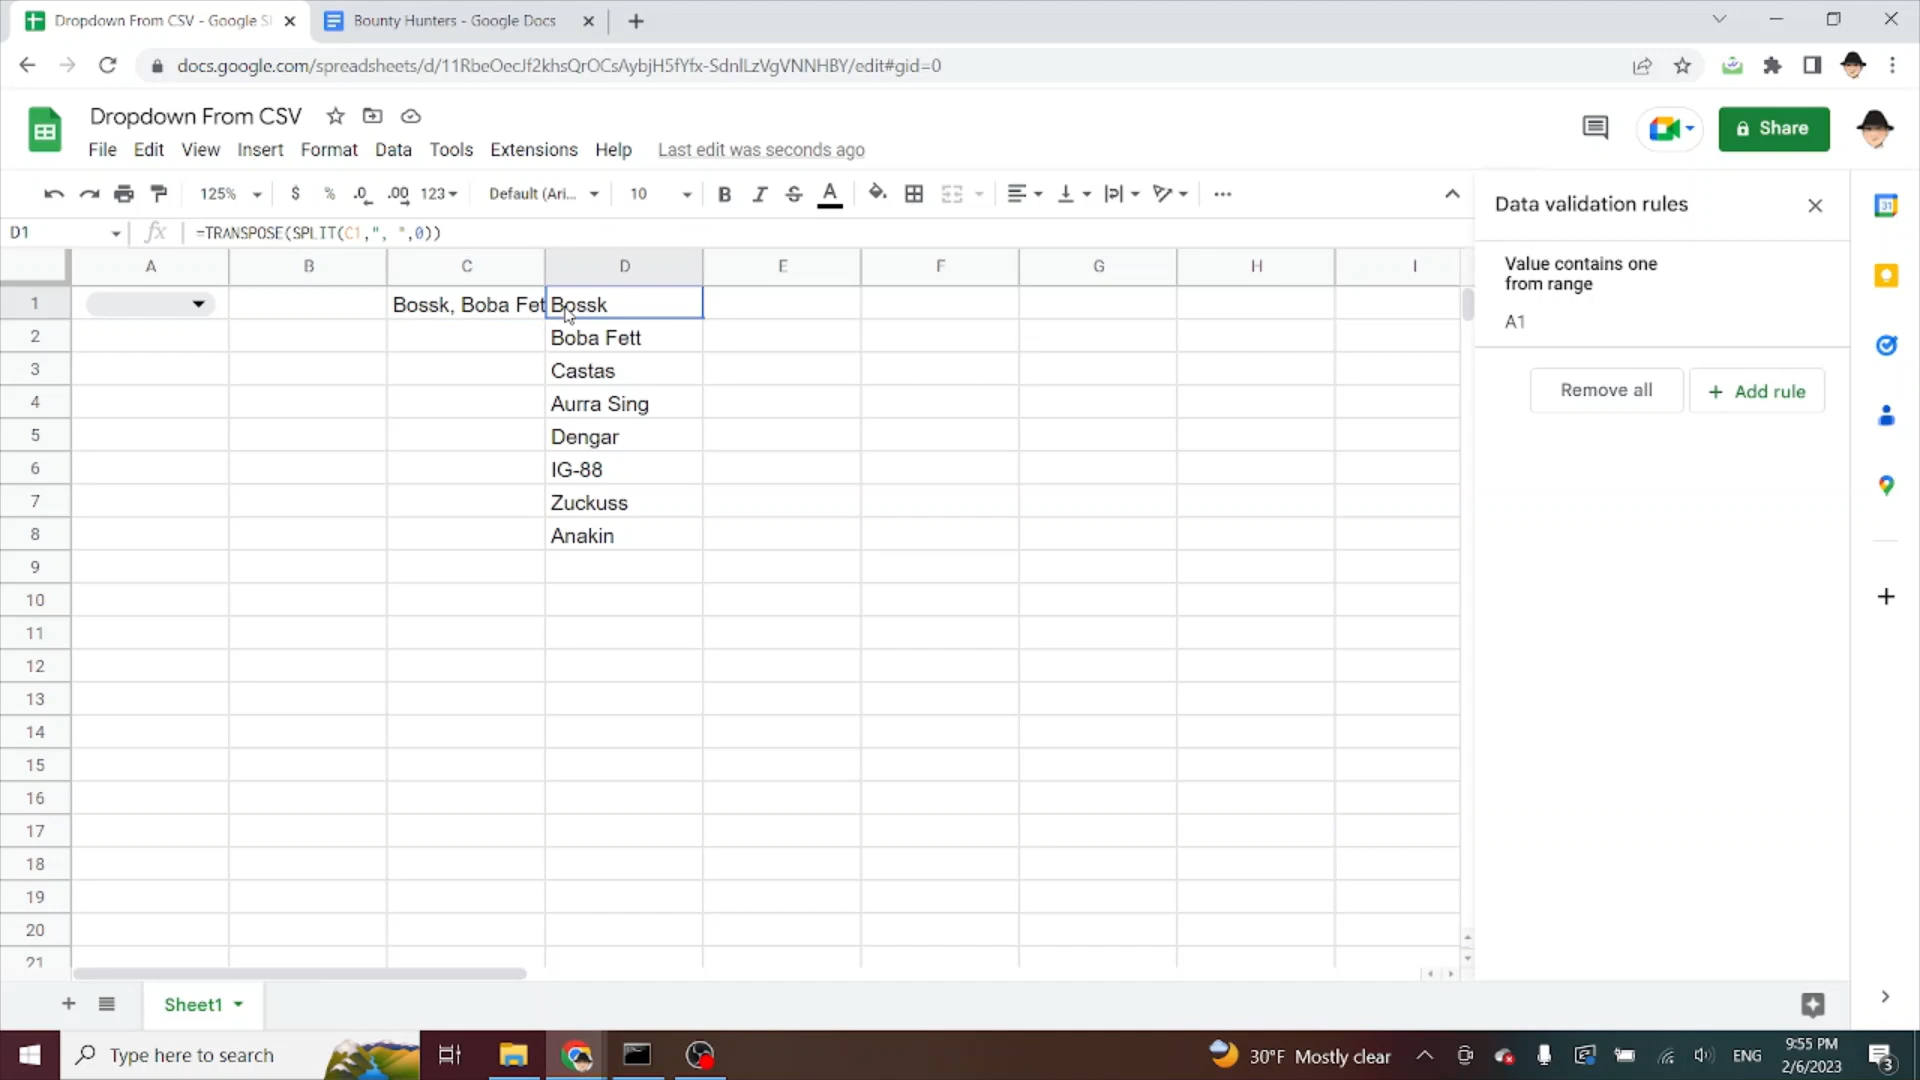 Dropdown From CSV - Google S
Bounty Hunters - Google Docs
docs.google.com/spreadsheets/d/11RbeOecJf2khsQrOCsAybjH5fYfx-SdnlLzVgVNNHBY/edit#gid=0
Dropdown From CSV
File Edit View Insert Format Data Tools Extensions Help Last edit was seconds ago
Share
125% $ % .0 .00 123 Default (Ari... 10 B I S A
Data validation rules
D1 fx =TRANSPOSE(SPLIT(C1,", ",0))
A B C D E F G H I
Value contains one
from range
A1
Remove all + Add rule
1 Bossk, Boba Fet Bossk
2 Boba Fett
3 Castas
4 Aurra Sing
5 Dengar
6 IG-88
7 Zuckuss
8 Anakin
9
10
11
12
13
14
15
16
17
18
19
20
21
Sheet1
Type here to search
30°F Mostly clear
ENG
9:55 PM
2/6/2023
3
31